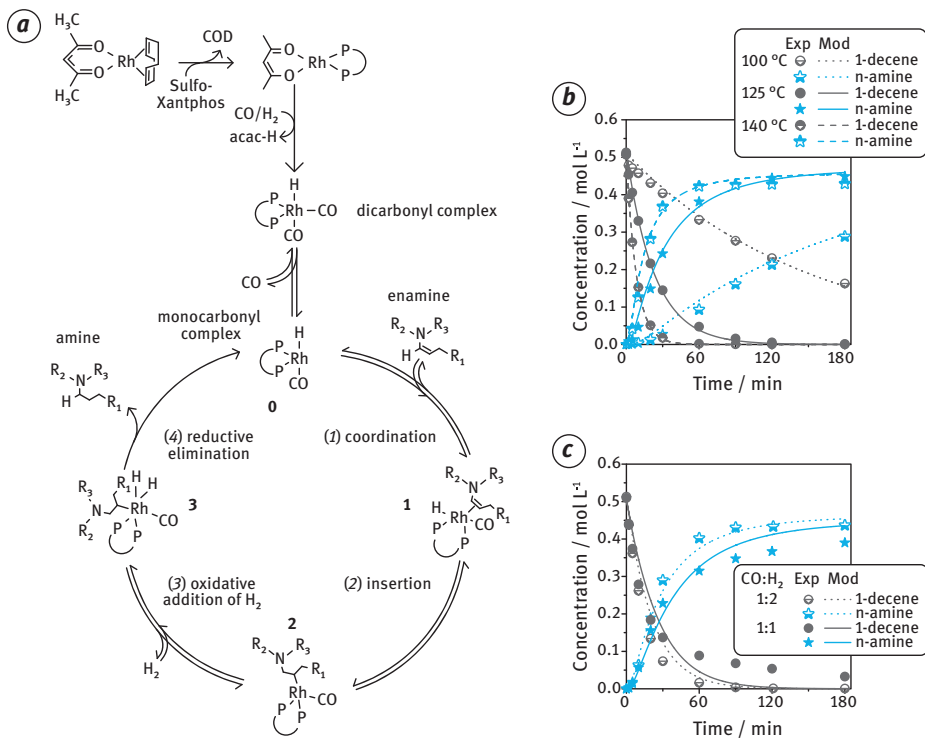 a
H₃C
O
O
Rh
CH₃
COD
Sulfo-
Xantphos
O
O
Rh
P
P
CO/H₂
acac-H
H
P
P
Rh
CO
CO
dicarbonyl complex
CO
monocarbonyl
complex
H
P
P
Rh
CO
0
enamine
R₂
N
R₃
H
R₁
amine
R₂
N
R₃
H
R₁
(4) reductive
elimination
(1) coordination
H
H
R₃
R₁
N
Rh
CO
R₂
P
P
3
1
R₂
N
R₃
H
Rh
CO
R₁
P
P
(3) oxidative
addition of H₂
(2) insertion
H₂
2
R₂
N
R₃
R₁
Rh
CO
P
P
b
Exp Mod
100 °C 1-decene
n-amine
125 °C 1-decene
n-amine
140 °C 1-decene
n-amine
Concentration / mol L⁻¹
0.6
0.5
0.4
0.3
0.2
0.1
0.0
0 60 120 180
Time / min
c
Concentration / mol L⁻¹
0.6
0.5
0.4
0.3
0.2
0.1
0.0
CO:H₂ Exp Mod
1:2 1-decene
n-amine
1:1 1-decene
n-amine
0 60 120 180
Time / min